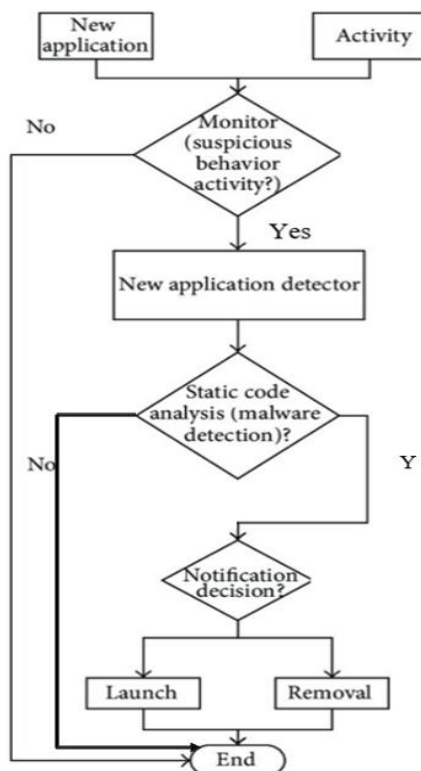 New
application
Activity
No
Monitor
(suspicious
behavior
activity?)
Yes
New application detector
Static code
analysis (malware
detection)?
No
Y
Notification
decision?
Launch
Removal
End